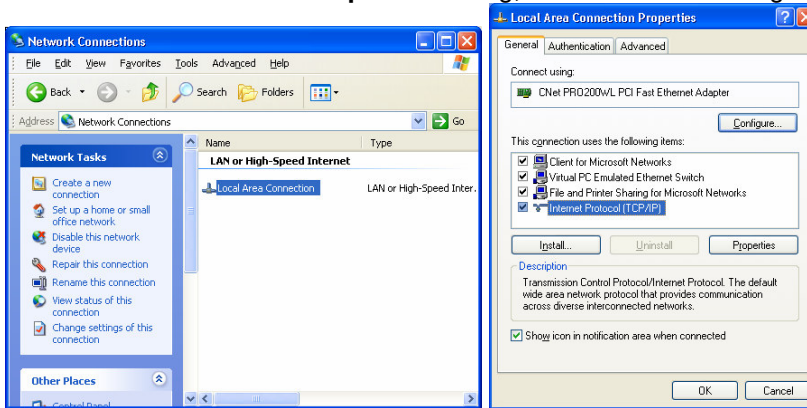 Network Connections
File Edit View Favorites Tools Advanced Help
Back Search Folders
Address Network Connections Go
Network Tasks
Create a new
connection
Set up a home or small
office network
Disable this network
device
Repair this connection
Rename this connection
View status of this
connection
Change settings of this
connection
Other Places
Control Panel
Name Type
LAN or High-Speed Internet
Local Area Connection LAN or High-Speed Inter.
Local Area Connection Properties
General Authentication Advanced
Connect using:
CNet PRO200WL PCI Fast Ethernet Adapter
Configure...
This connection uses the following items:
Client for Microsoft Networks
Virtual PC Emulated Ethernet Switch
File and Printer Sharing for Microsoft Networks
Internet Protocol (TCP/IP)
Install... Uninstall Properties
Description
Transmission Control Protocol/Internet Protocol. The default
wide area network protocol that provides communication
across diverse interconnected networks.
Show icon in notification area when connected
OK Cancel